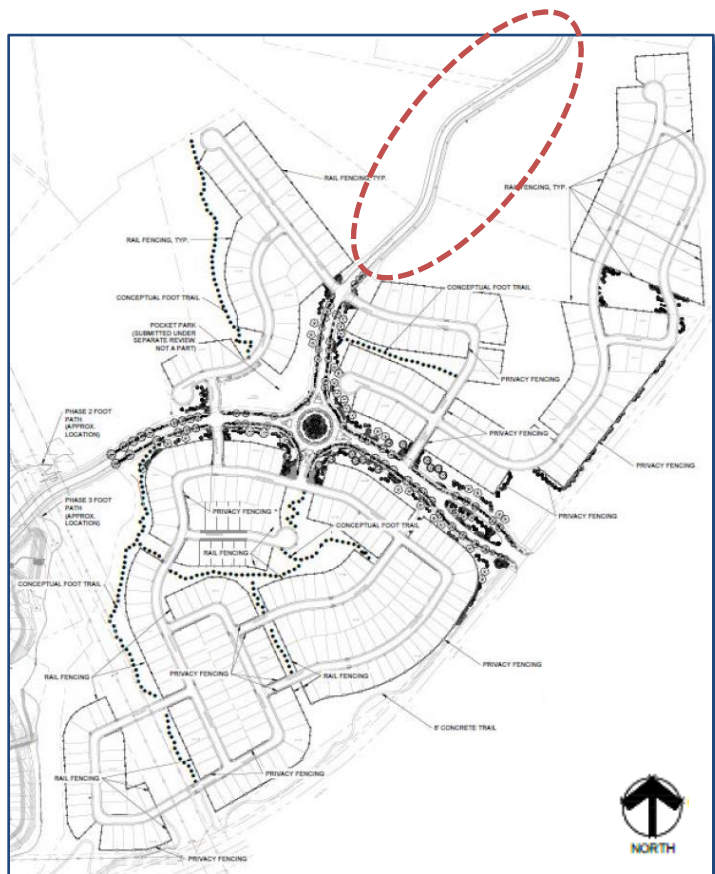 RAIL FENCING, TYP.
RAIL FENCING, TYP.
RAIL FENCING, TYP.
CONCEPTUAL FOOT TRAIL
CONCEPTUAL FOOT TRAIL
POCKET PARK
(SUBMITTED UNDER
SEPARATE REVIEW
NOT A PART)
PRIVACY FENCING
PHASE 2 FOOT
PATH
(APPROX.
LOCATION)
PRIVACY FENCING
PRIVACY FENCING
PHASE 3 FOOT
PATH
(APPROX.
LOCATION)
PRIVACY FENCING
PRIVACY FENCING
CONCEPTUAL FOOT TRAIL
RAIL FENCING
CONCEPTUAL FOOT TRAIL
PRIVACY FENCING
PRIVACY FENCING
RAIL FENCING
RAIL FENCING
8' CONCRETE TRAIL
RAIL FENCING
PRIVACY FENCING
PRIVACY FENCING
NORTH